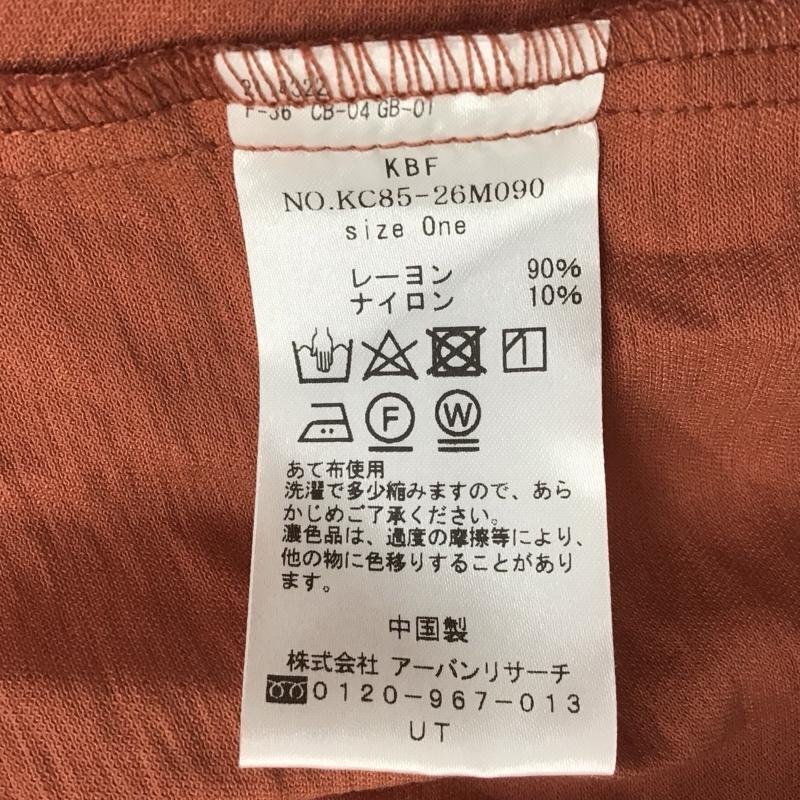 F-36 CB-04 GB-01
KBF
NO.KC85-26M090
size One
レーヨン 90%
ナイロン 10%
F W
あて布使用
洗濯で多少縮みますので、あら
かじめご了承ください。
濃色品は、過度の摩擦等により、
他の物に色移りすることがあり
ます。
中国製
株式会社 アーバンリサーチ
0120-967-013
UT